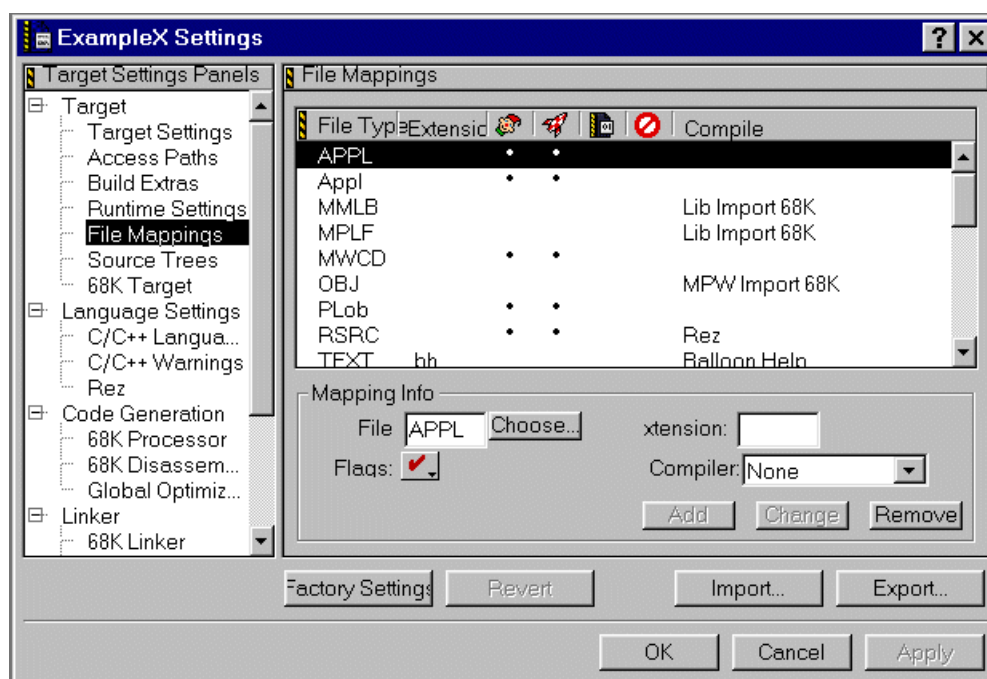 ExampleX Settings
Target Settings Panels
Target
Target Settings
Access Paths
Build Extras
Runtime Settings
File Mappings
Source Trees
68K Target
Language Settings
C/C++ Langua...
C/C++ Warnings
Rez
Code Generation
68K Processor
68K Disassem...
Global Optimiz...
Linker
68K Linker
File Mappings
File Type Extensic Compile
APPL
Appl
MMLB Lib Import 68K
MPLF Lib Import 68K
MWCD
OBJ MPW Import 68K
PLob
RSRC Rez
TEXT bh Balloon Help
Mapping Info
File APPL Choose... xtension:
Flags: Compiler: None
Add Change Remove
Factory Settings Revert Import... Export...
OK Cancel Apply